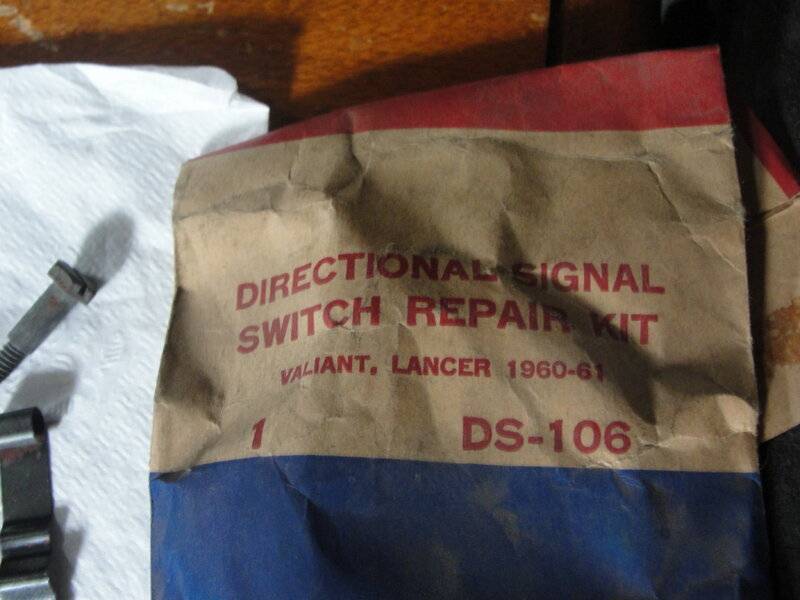 DIRECTIONAL SIGNAL
SWITCH REPAIR KIT
VALIANT, LANCER 1960-61
1 DS-106